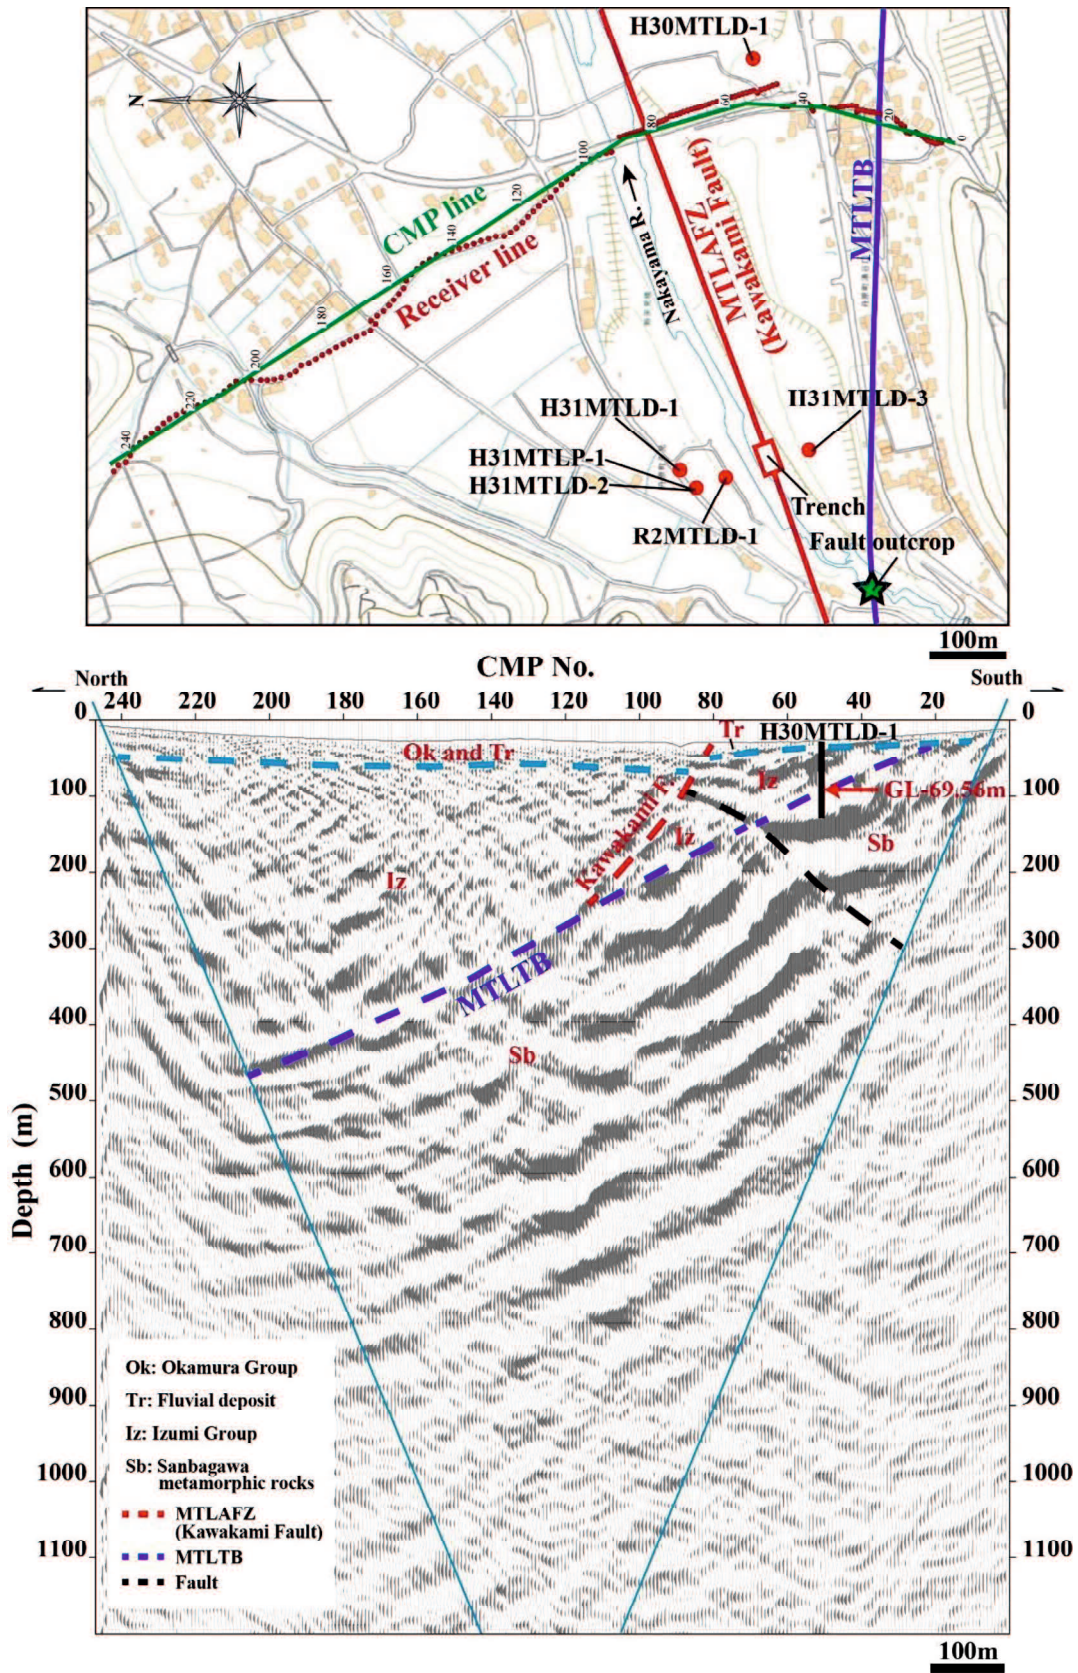 H30MTLD-1
N
60
40
20
0
80
100
120
140
160
180
200
220
240
CMP line
Receiver line
Nakayama R.
MTLAFZ
(Kawakami Fault)
MTLTB
H31MTLD-1
H31MTLP-1
H31MTLD-2
R2MTLD-1
II31MTLD-3
Trench
Fault outcrop
100m
CMP No.
North
South
240 220 200 180 160 140 120 100 80 60 40 20
0
0
Tr
H30MTLD-1
Ok and Tr
Iz
GL-69.56m
Kawakami F.
Iz
Sb
Iz
MTLTB
Sb
Depth (m)
100
200
300
400
500
600
700
800
900
1000
1100
100
200
300
400
500
600
700
800
900
1000
1100
Ok: Okamura Group
Tr: Fluvial deposit
Iz: Izumi Group
Sb: Sanbagawa
metamorphic rocks
MTLAFZ
(Kawakami Fault)
MTLTB
Fault
100m